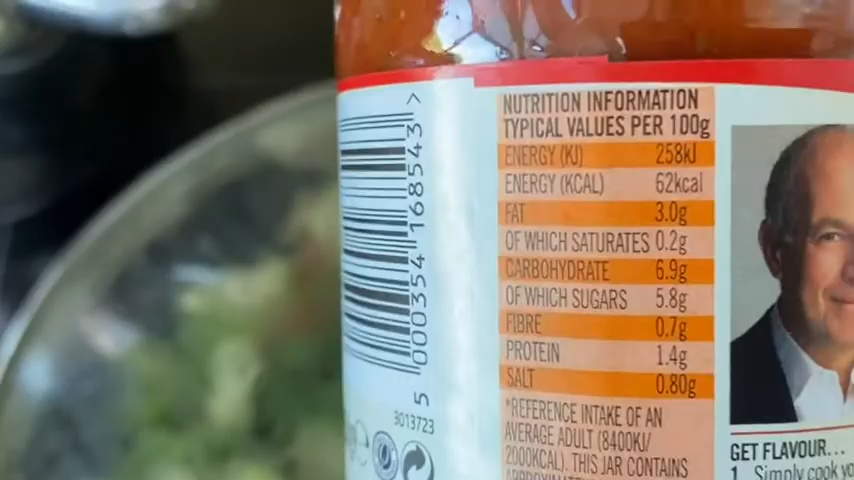 5 000354 168543 >
3013723
NUTRITION INFORMATION
TYPICAL VALUES PER 100g
ENERGY (KJ) 258kJ
ENERGY (KCAL) 62kcal
FAT 3.0g
OF WHICH SATURATES 0.2g
CARBOHYDRATE 6.9g
OF WHICH SUGARS 5.8g
FIBRE 0.7g
PROTEIN 1.4g
SALT 0.80g
*REFERENCE INTAKE OF AN
AVERAGE ADULT (8400KJ/
2000KCAL). THIS JAR CONTAINS
GET FLAVOUR...
1. Simply cook